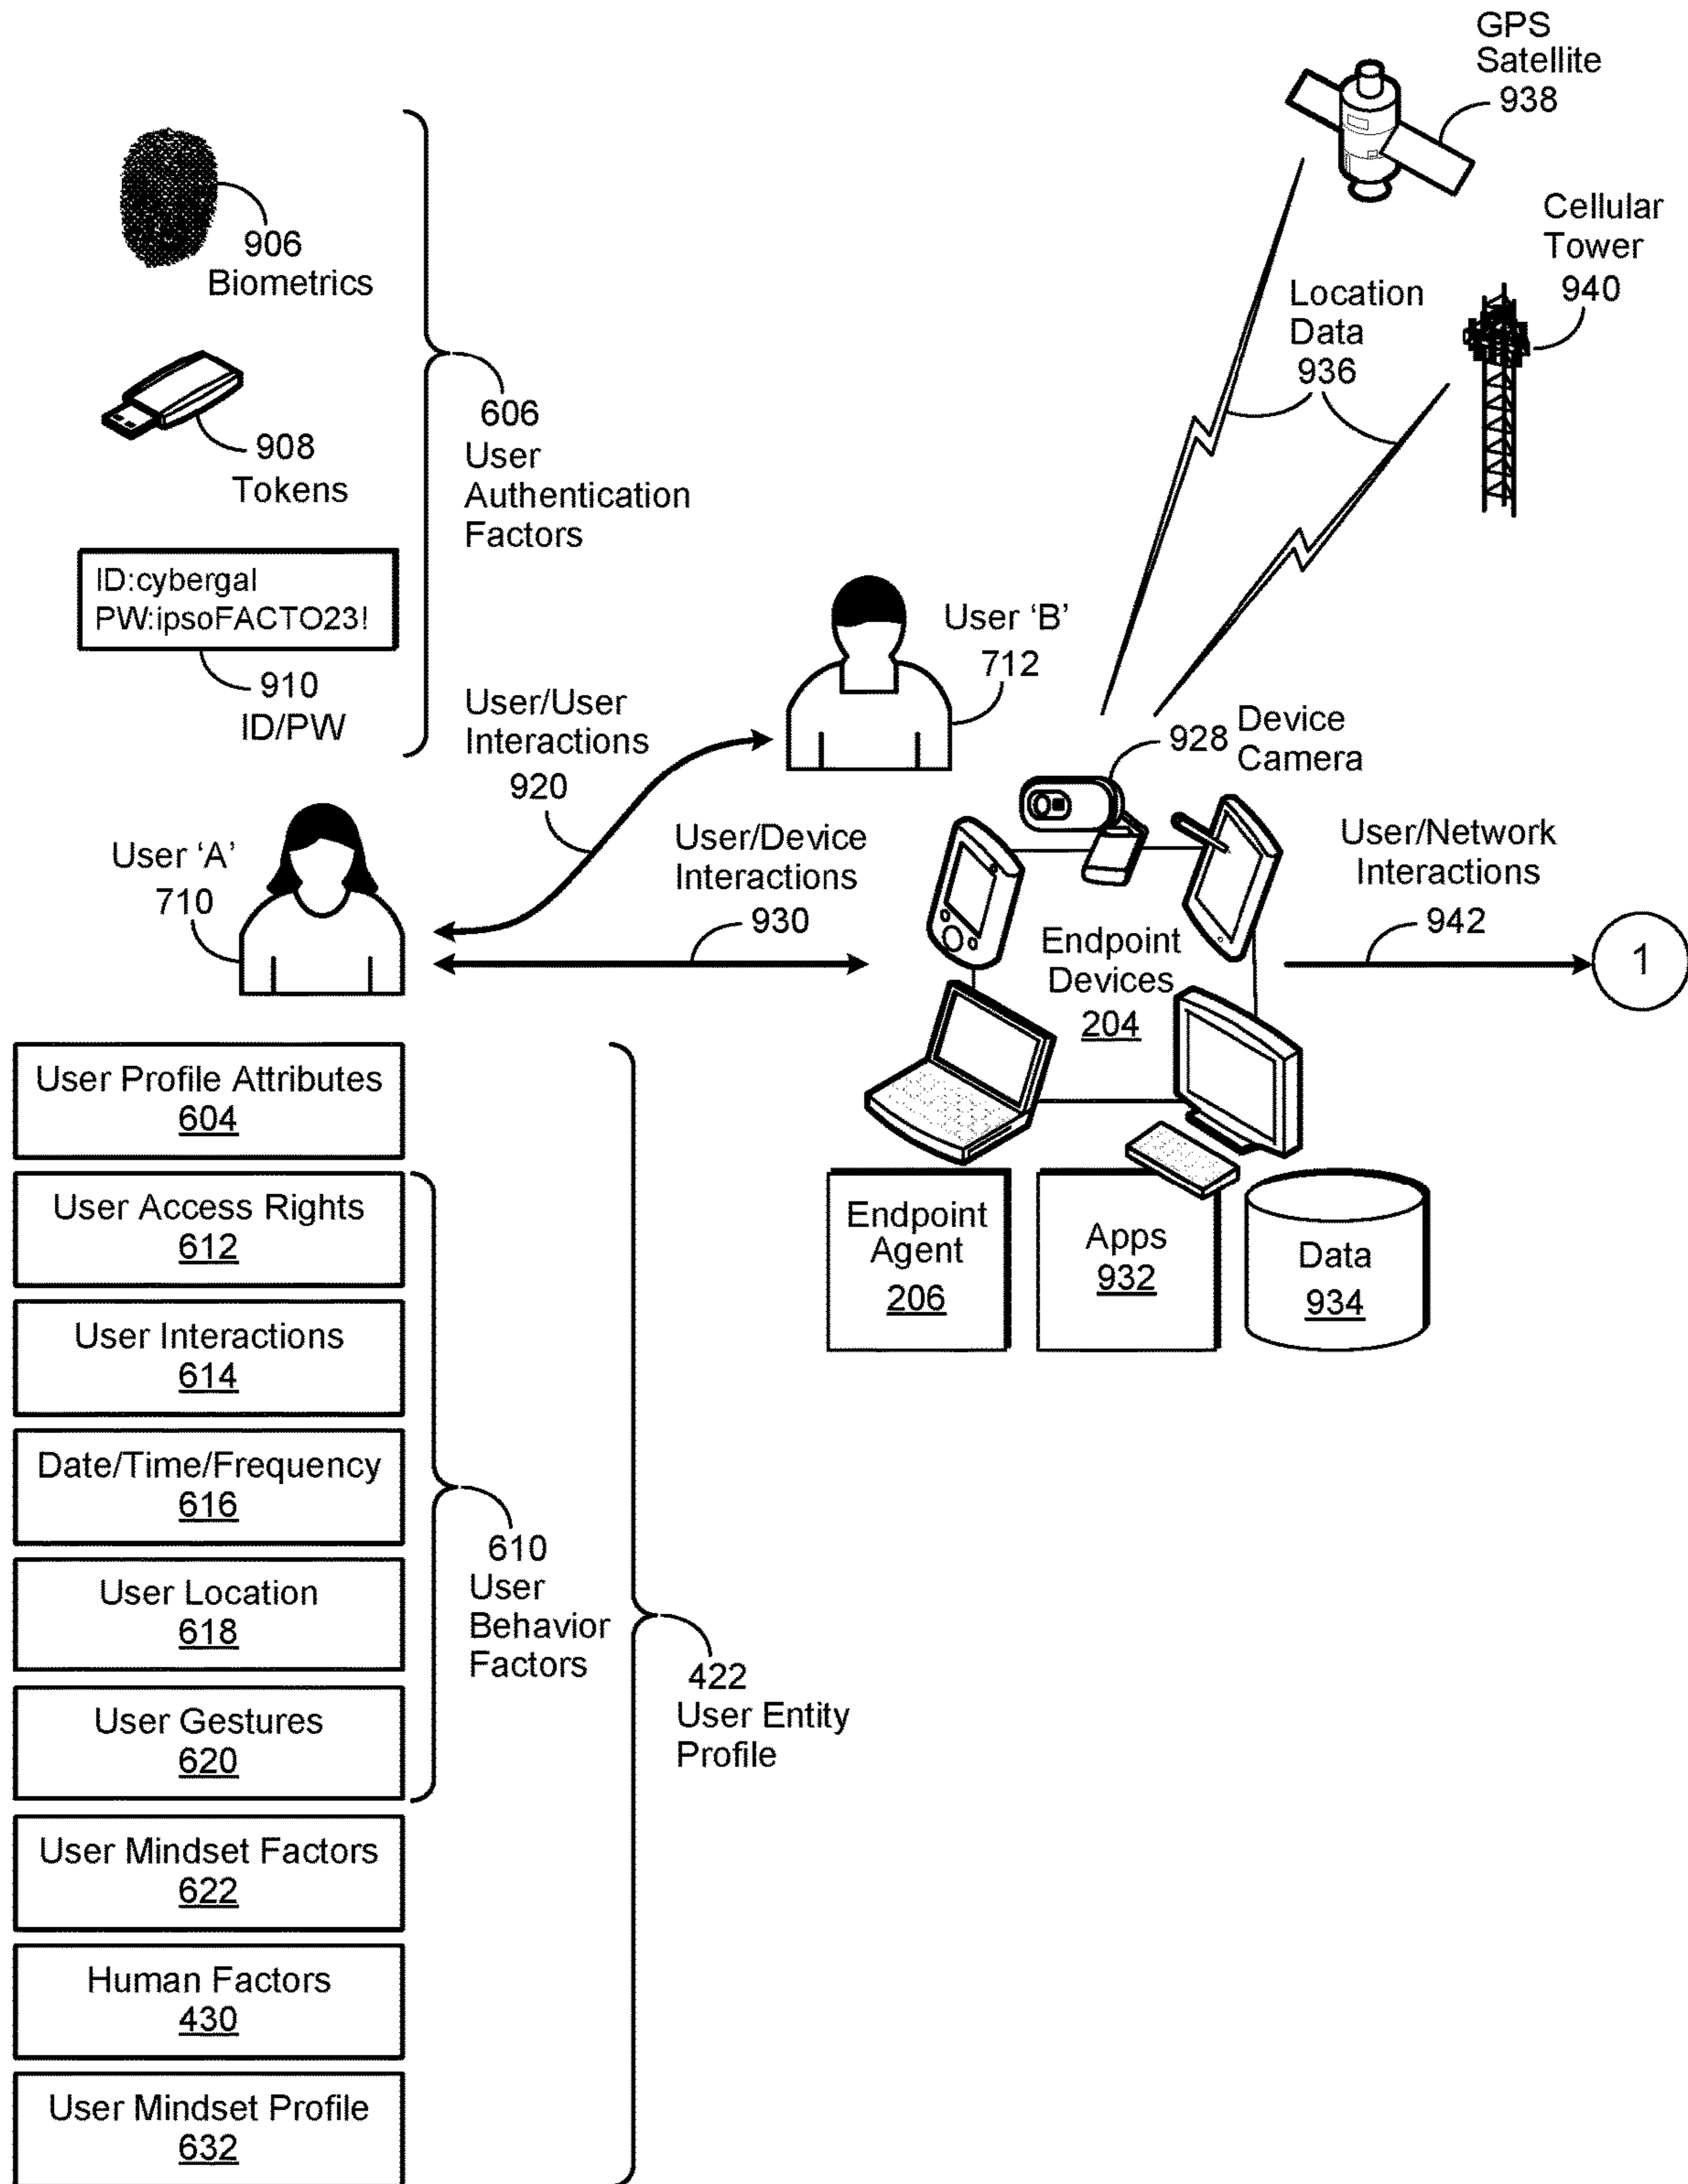 GPS
Satellite
938
906
Biometrics
Cellular
Tower
940
Location
Data
936
908
Tokens
606
User
Authentication
Factors
ID:cybergal
PW:ipsoFACTO23!
910
ID/PW
User/User
Interactions
920
User ‘B’
712
928
Device
Camera
User ‘A’
710
User/Device
Interactions
930
User/Network
Interactions
942
1
Endpoint
Devices
204
User Profile Attributes
604
User Access Rights
612
User Interactions
614
Date/Time/Frequency
616
User Location
618
User Gestures
620
User Mindset Factors
622
Human Factors
430
User Mindset Profile
632
610
User
Behavior
Factors
422
User Entity
Profile
Endpoint
Agent
206
Apps
932
Data
934